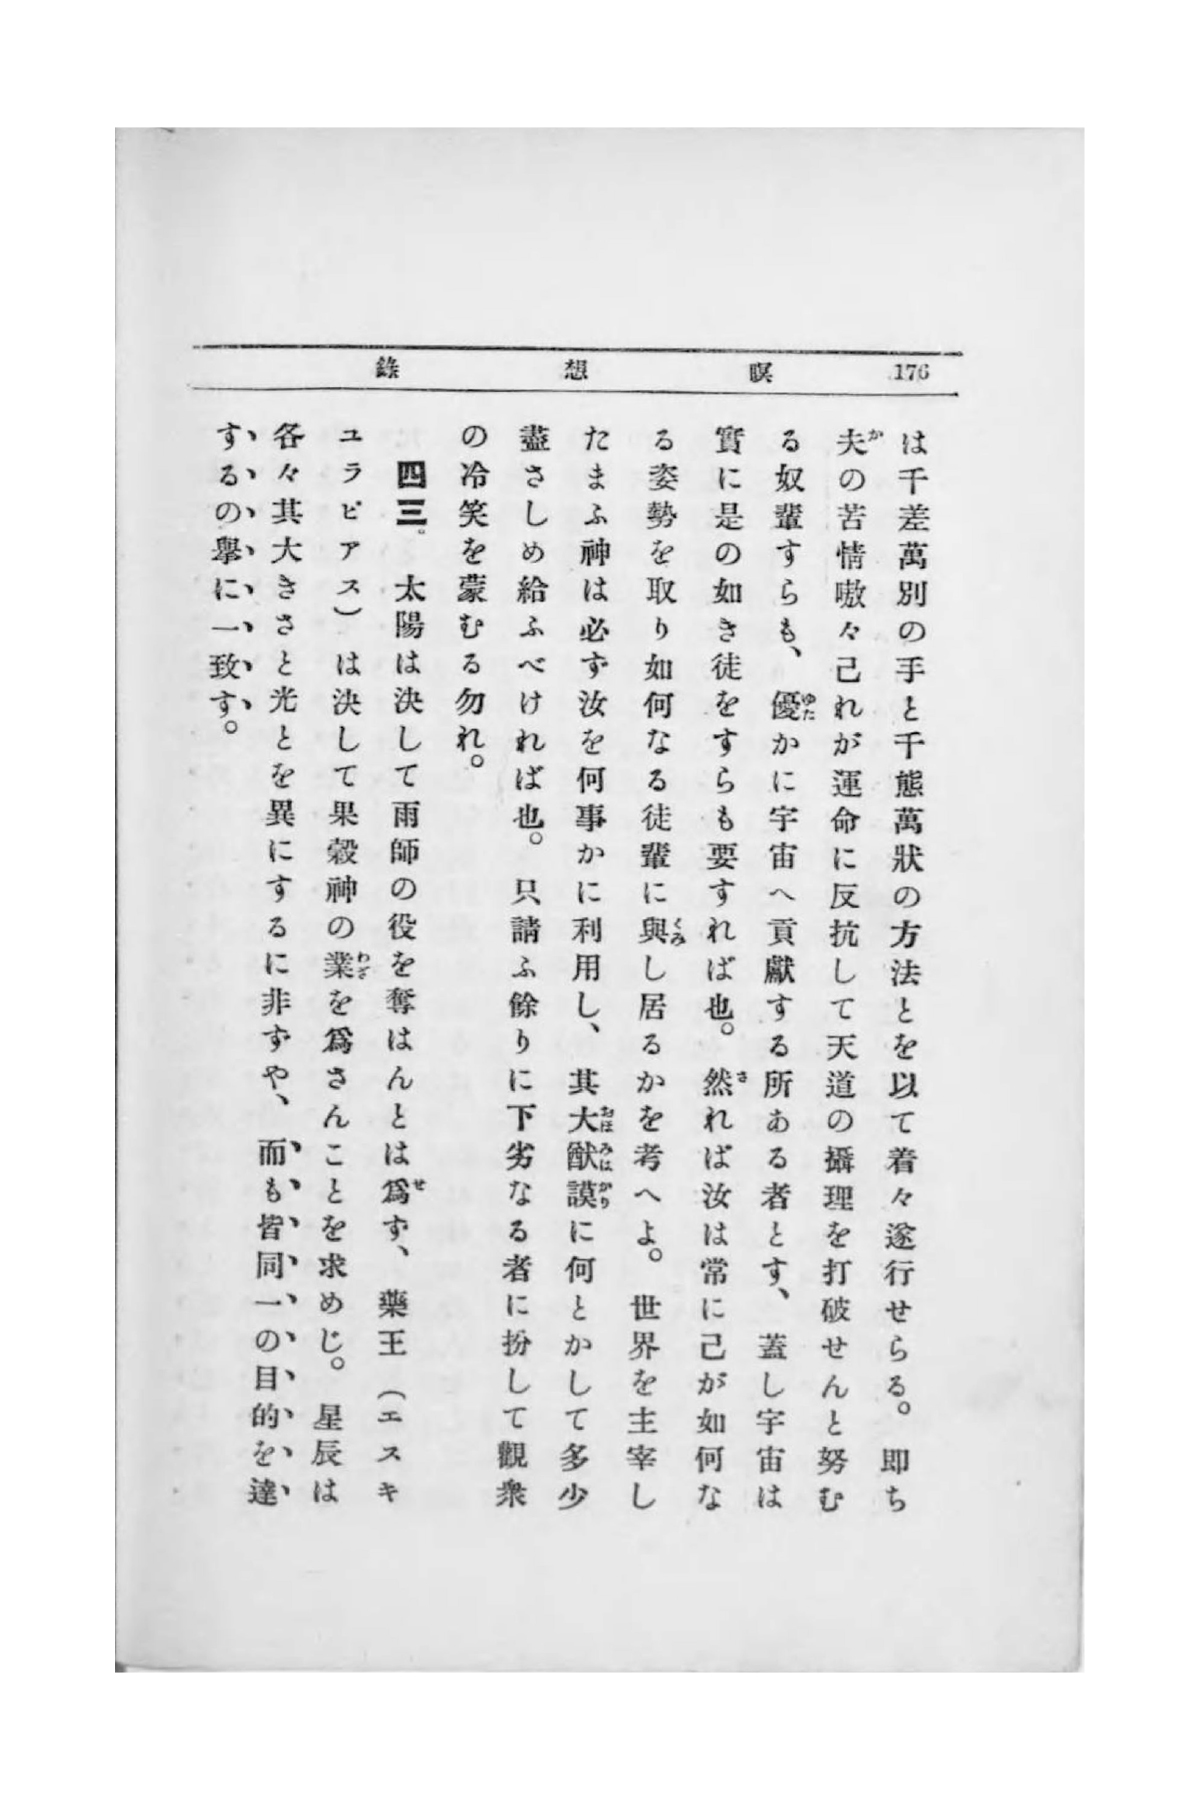 176 瞑想錄
は千差萬別の手と千態萬狀の方法とを以て着々遂行せらる。即ち
夫の苦情嗷々己れが運命に反抗して天道の攝理を打破せんと努む
る奴輩すらも、優かに宇宙へ貢獻する所ある者とす、蓋し宇宙は
實に是の如き徒をすらも要すれば也。然れば汝は常に己が如何な
る姿勢を取り如何なる徒輩に與し居るかを考へよ。世界を主宰し
たまふ神は必ず汝を何事かに利用し、其大猷謨に何とかして多少
盡さしめ給ふべければ也。只請ふ餘りに下劣なる者に扮して觀衆
の冷笑を蒙むる勿れ。
四三。太陽は決して雨師の役を奪はんとは爲ず、藥王(エスキ
ユラピアス)は決して果穀神の業を爲さんことを求めじ。星辰は
各々其大きさと光とを異にするに非ずや、而も皆同一の目的を達
するの擧に一致す。